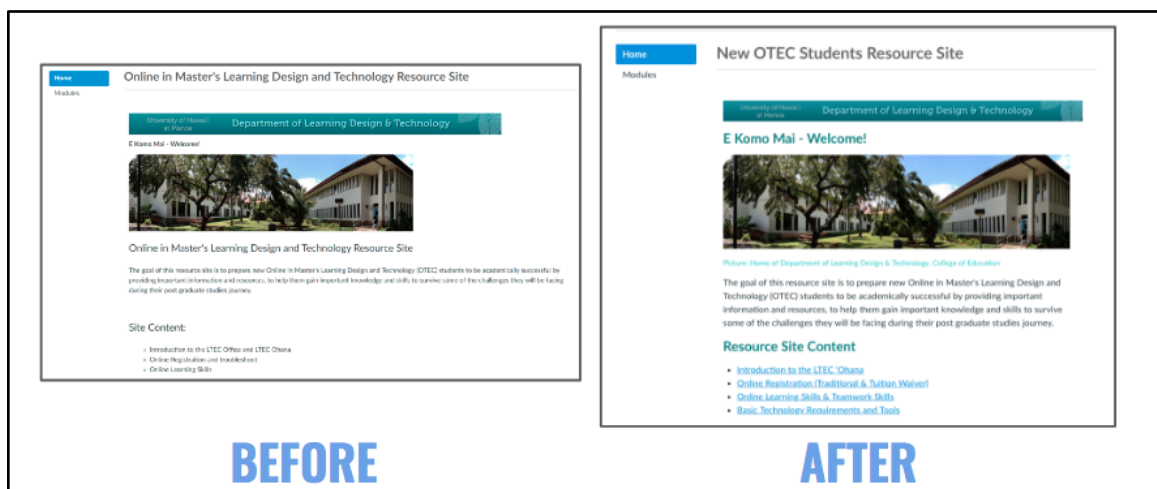 Home
Modules
Online in Master's Learning Design and Technology Resource Site
University of Hawai'i
at Manoa
Department of Learning Design & Technology
E Komo Mai - Welcome!
Online in Master's Learning Design and Technology Resource Site
The goal of this resource site is to prepare new Online in Master's Learning Design and Technology (OTEC) students to be academically successful by
providing important information and resources, to help them gain important knowledge and skills to survive some of the challenges they will be facing
during their post graduate studies journey.
Site Content:
Introduction to the LTEC Office and LTEC Ohana
Online Registration and troubleshoot
Online Learning Skills
BEFORE
Home
Modules
New OTEC Students Resource Site
University of Hawai'i
at Manoa
Department of Learning Design & Technology
E Komo Mai - Welcome!
Picture: Home of Department of Learning Design & Technology, College of Education
The goal of this resource site is to prepare new Online in Master's Learning Design and
Technology (OTEC) students to be academically successful by providing important
information and resources, to help them gain important knowledge and skills to survive
some of the challenges they will be facing during their post graduate studies journey.
Resource Site Content
Introduction to the LTEC 'Ohana
Online Registration (Traditional & Tuition Waiver)
Online Learning Skills & Teamwork Skills
Basic Technology Requirements and Tools
AFTER